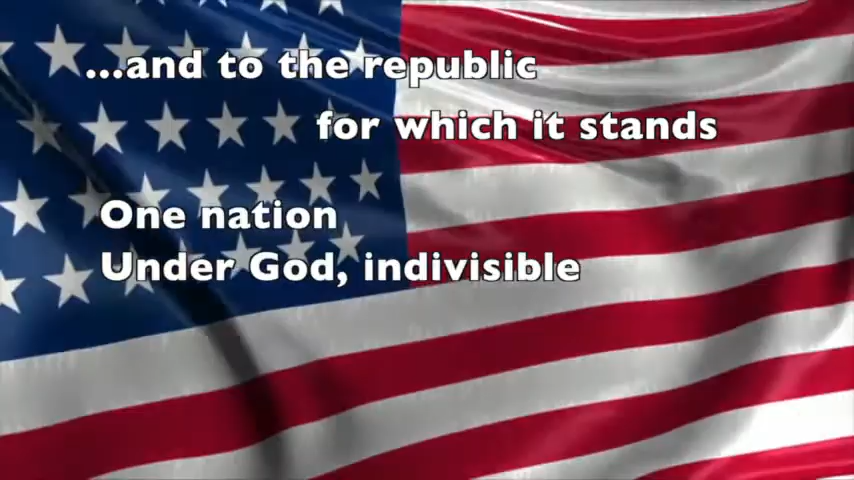 ...and to the republic
for which it stands
One nation
Under God, indivisible